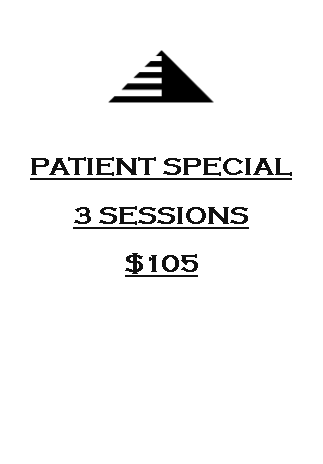 PATIENT SPECIAL
3 SESSIONS
$105